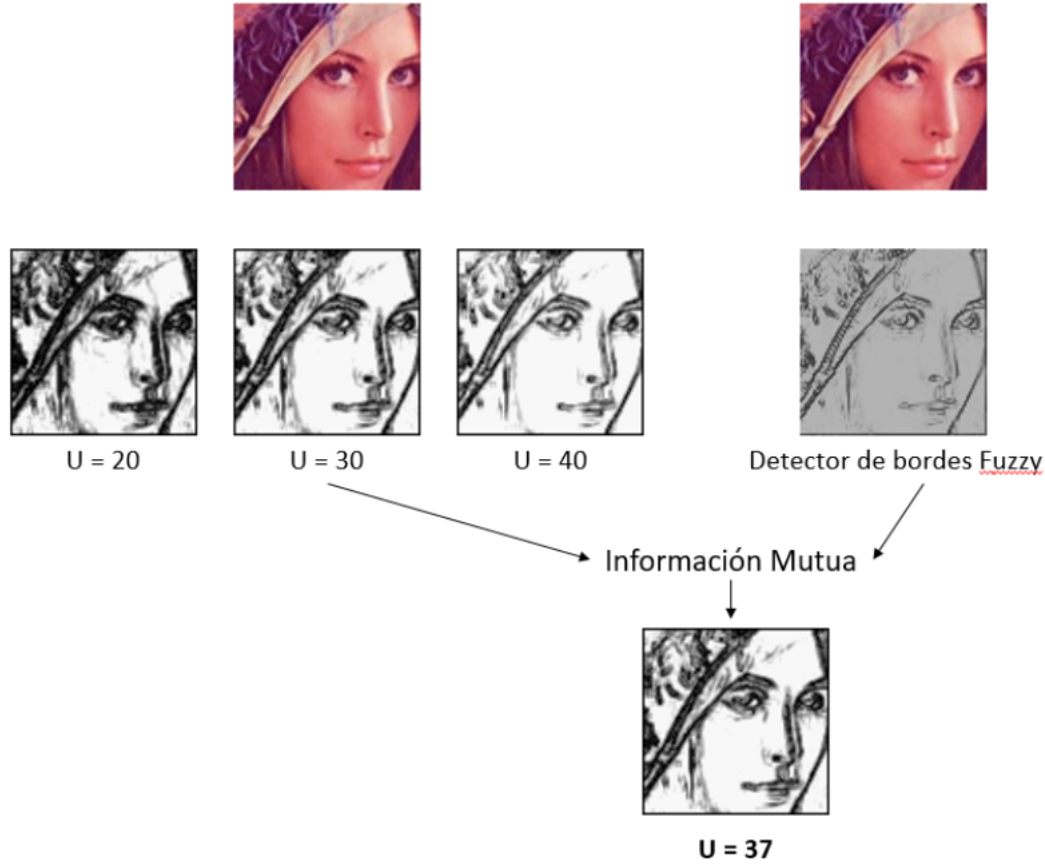 U = 20
U = 30
U = 40
Detector de bordes Fuzzy
Información Mutua
U = 37